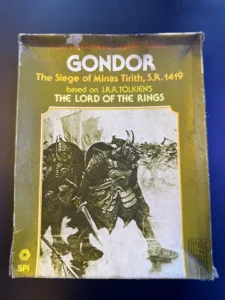 GONDOR
The Siege of Minas Tirith, S.R. 1419
based on J.R.R. TOLKIEN'S
THE LORD OF THE RINGS
SPI